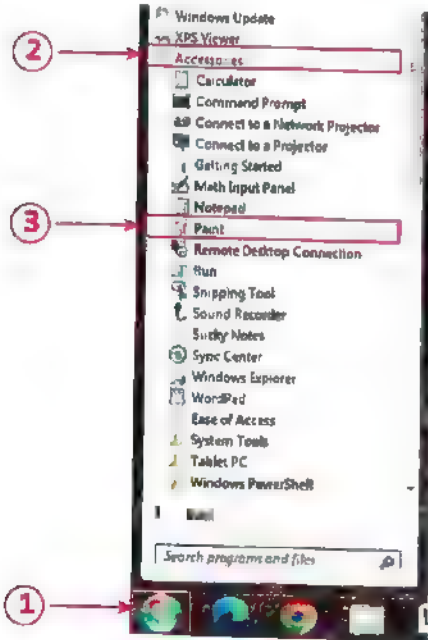 Windows Update
XPS Viewer
2
Accessories
Calculator
Command Prompt
Connect to a Network Projector
Connect to a Projector
Getting Started
Math Input Panel
Notepad
3
Paint
Remote Desktop Connection
Run
Snipping Tool
Sound Recorder
Sticky Notes
Sync Center
Windows Explorer
WordPad
Ease of Access
System Tools
Tablet PC
Windows PowerShell
Search programs and files
1